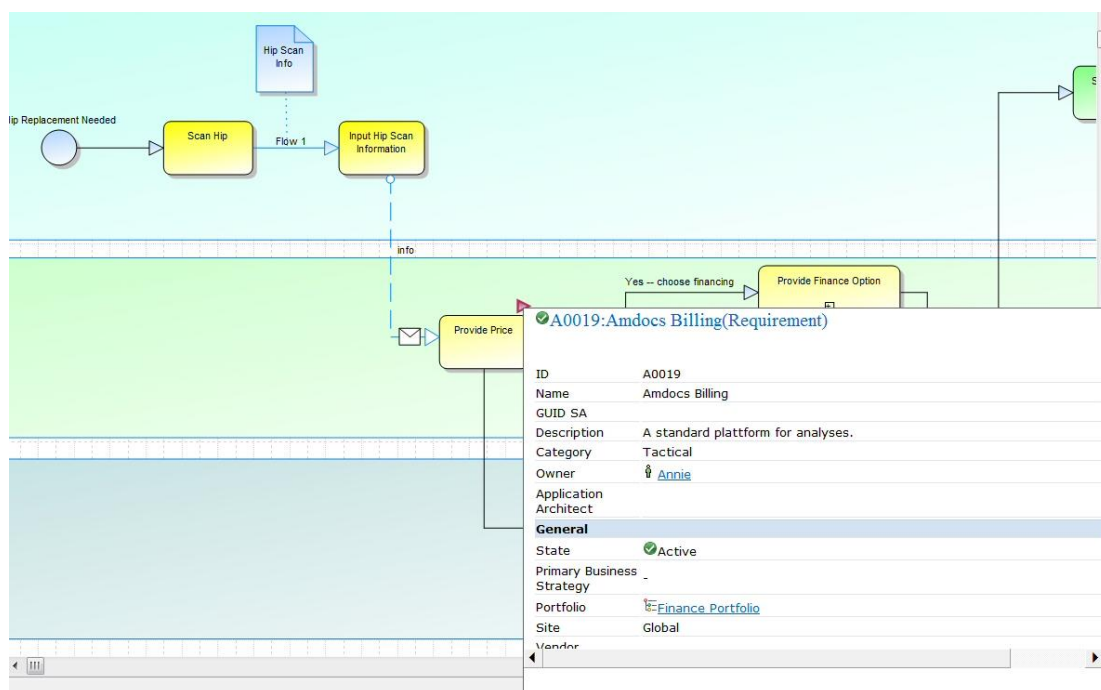 Hip Scan
Info
ip Replacement Needed
Scan Hip
Flow 1
Input Hip Scan
Information
S
info
Yes -- choose financing
Provide Finance Option
Provide Price
A0019:Amdocs Billing(Requirement)
ID A0019
Name Amdocs Billing
GUID SA
Description A standard plattform for analyses.
Category Tactical
Owner Annie
Application
Architect
General
State Active
Primary Business
Strategy -
Portfolio Finance Portfolio
Site Global
Vendor